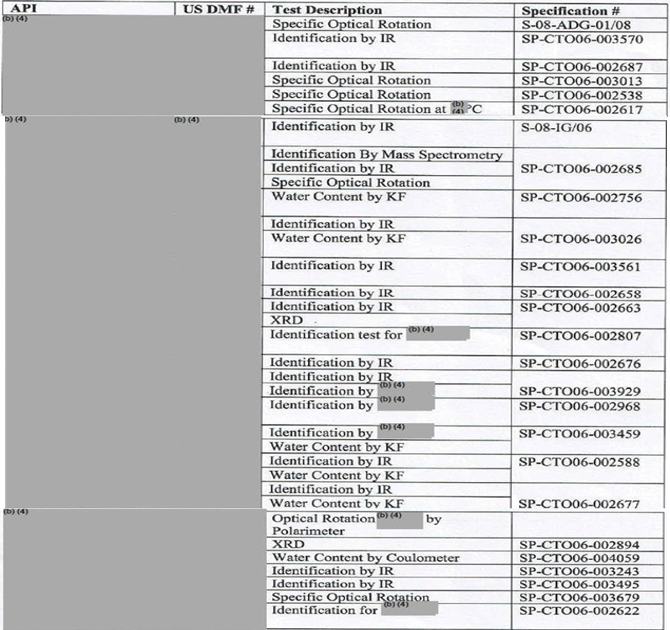 API US DMF # Test Description Specification #
(b) (4) Specific Optical Rotation S-08-ADG-01/08
Identification by IR SP-CTO06-003570
Identification by IR SP-CTO06-002687
Specific Optical Rotation SP-CTO06-003013
Specific Optical Rotation SP-CTO06-002538
Specific Optical Rotation at (b) (4) °C SP-CTO06-002617
(b) (4) (b) (4) Identification by IR S-08-IG/06
Identification By Mass Spectrometry
Identification by IR SP-CTO06-002685
Specific Optical Rotation
Water Content by KF SP-CTO06-002756
Identification by IR
Water Content by KF SP-CTO06-003026
Identification by IR SP-CTO06-003561
Identification by IR SP-CTO06-002658
Identification by IR SP-CTO06-002663
XRD
Identification test for (b) (4) SP-CTO06-002807
Identification by IR SP-CTO06-002676
Identification by IR
Identification by (b) (4) SP-CTO06-003929
Identification by (b) (4) SP-CTO06-002968
Identification by (b) (4) SP-CTO06-003459
Water Content by KF
Identification by IR SP-CTO06-002588
Water Content by KF
Identification by IR
Water Content by KF SP-CTO06-002677
(b) (4) Optical Rotation (b) (4) by
Polarimeter
XRD SP-CTO06-002894
Water Content by Coulometer SP-CTO06-004059
Identification by IR SP-CTO06-003243
Identification by IR SP-CTO06-003495
Specific Optical Rotation SP-CTO06-003679
Identification for (b) (4) SP-CTO06-002622